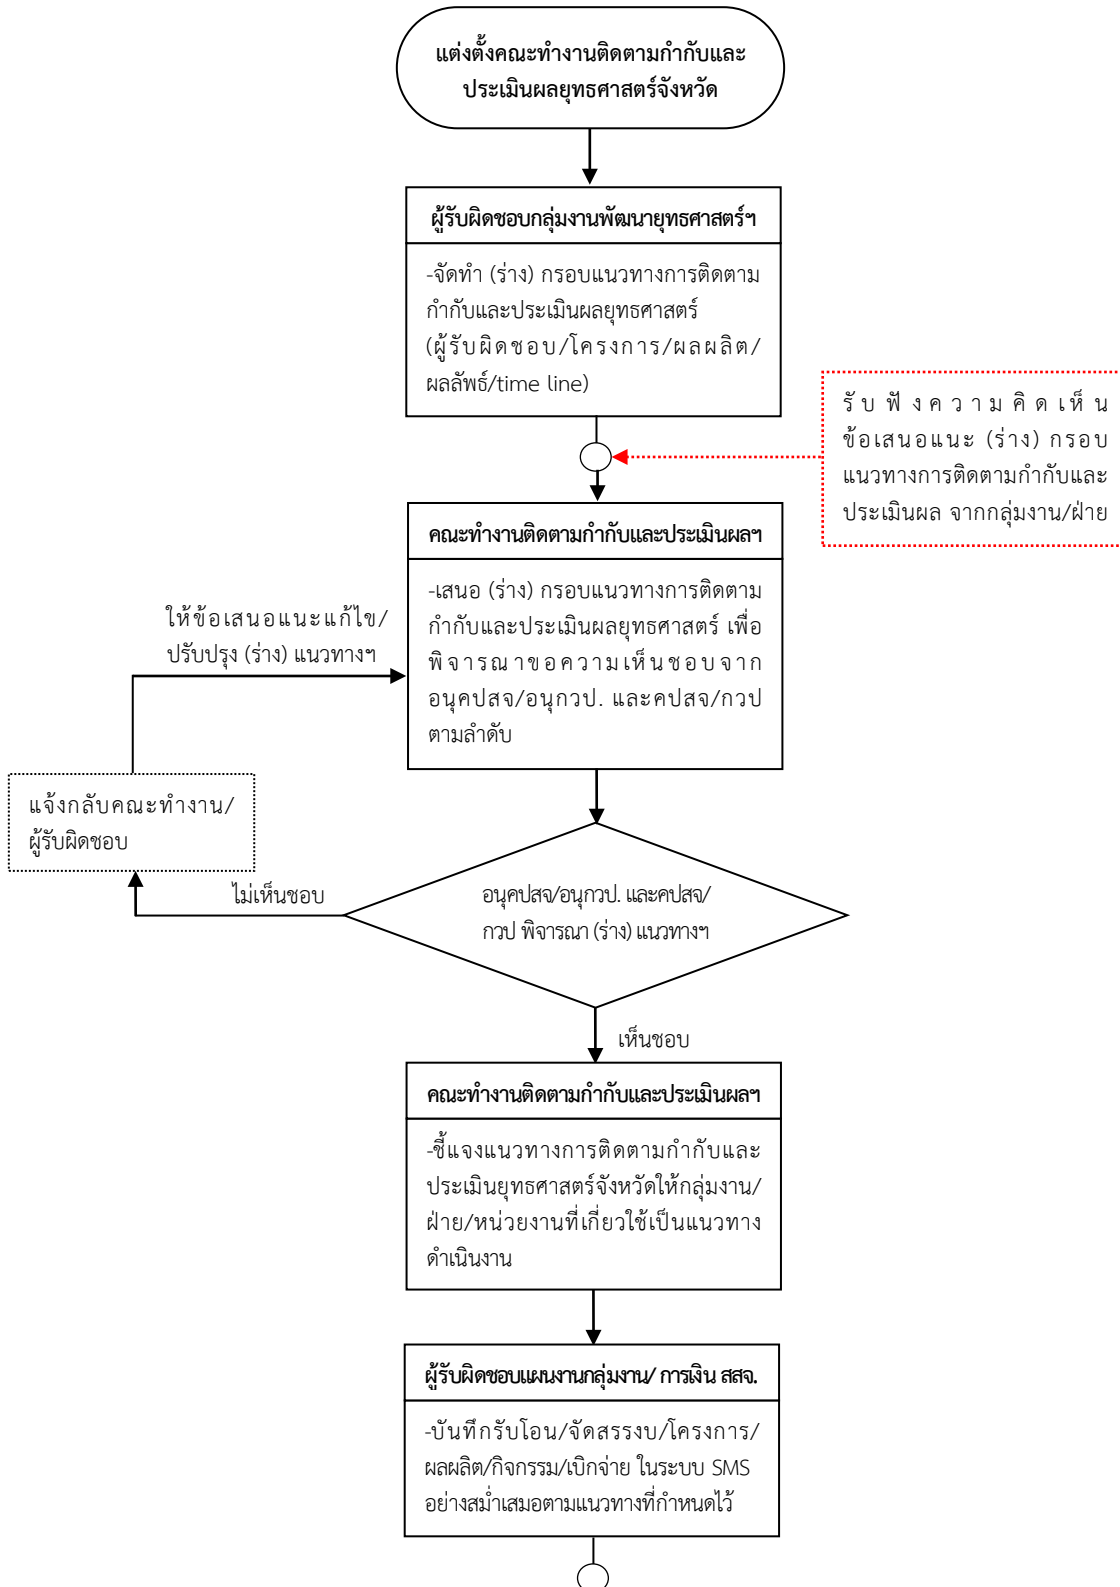 แต่งตั้งคณะทำงานติดตามกำกับและ
ประเมินผลยุทธศาสตร์จังหวัด
ผู้รับผิดชอบกลุ่มงานพัฒนายุทธศาสตร์ฯ
-จัดทำ (ร่าง) กรอบแนวทางการติดตาม
กำกับและประเมินผลยุทธศาสตร์
(ผู้รับผิดชอบ/โครงการ/ผลผลิต/
ผลลัพธ์/time line)
รับฟังความคิดเห็น
ข้อเสนอแนะ (ร่าง) กรอบ
แนวทางการติดตามกำกับและ
ประเมินผล จากกลุ่มงาน/ฝ่าย
คณะทำงานติดตามกำกับและประเมินผลฯ
-เสนอ (ร่าง) กรอบแนวทางการติดตาม
กำกับและประเมินผลยุทธศาสตร์ เพื่อ
พิจารณาขอความเห็นชอบจาก
อนุคปสจ/อนุกวป. และคปสจ/กวป
ตามลำดับ
ให้ข้อเสนอแนะแก้ไข/
ปรับปรุง (ร่าง) แนวทางฯ
แจ้งกลับคณะทำงาน/
ผู้รับผิดชอบ
ไม่เห็นชอบ
อนุคปสจ/อนุกวป. และคปสจ/
กวป พิจารณา (ร่าง) แนวทางฯ
เห็นชอบ
คณะทำงานติดตามกำกับและประเมินผลฯ
-ชี้แจงแนวทางการติดตามกำกับและ
ประเมินยุทธศาสตร์จังหวัดให้กลุ่มงาน/
ฝ่าย/หน่วยงานที่เกี่ยวใช้เป็นแนวทาง
ดำเนินงาน
ผู้รับผิดชอบแผนงานกลุ่มงาน/ การเงิน สสจ.
-บันทึกรับโอน/จัดสรรงบ/โครงการ/
ผลผลิต/กิจกรรม/เบิกจ่าย ในระบบ SMS
อย่างสม่ำเสมอตามแนวทางที่กำหนดไว้